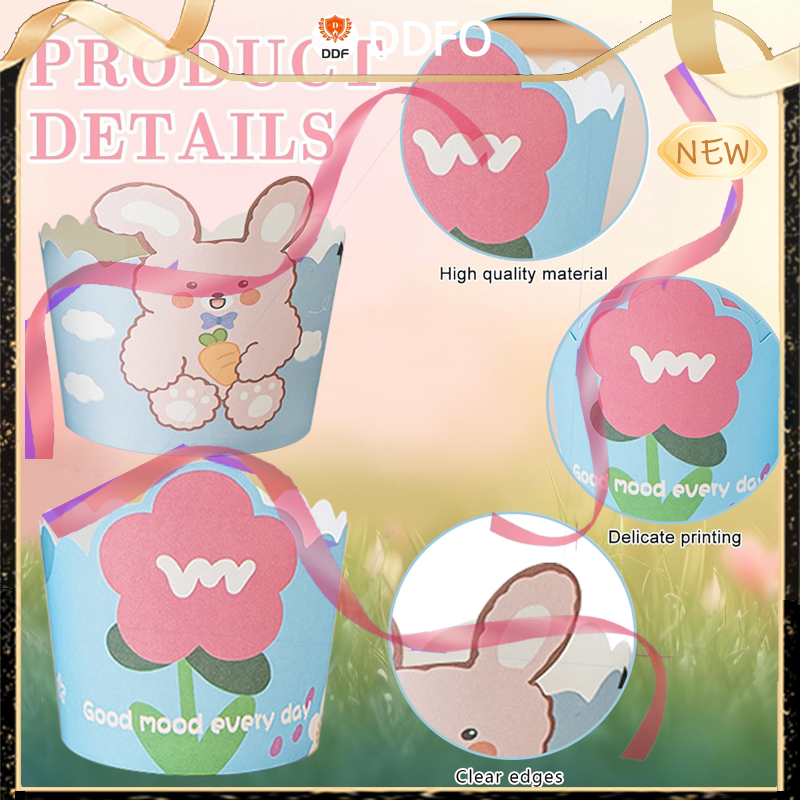 DDF
DDFO
PRODUCT
DETAILS
NEW
High quality material
Good mood every da
Delicate printing
Good mood every day
Clear edges